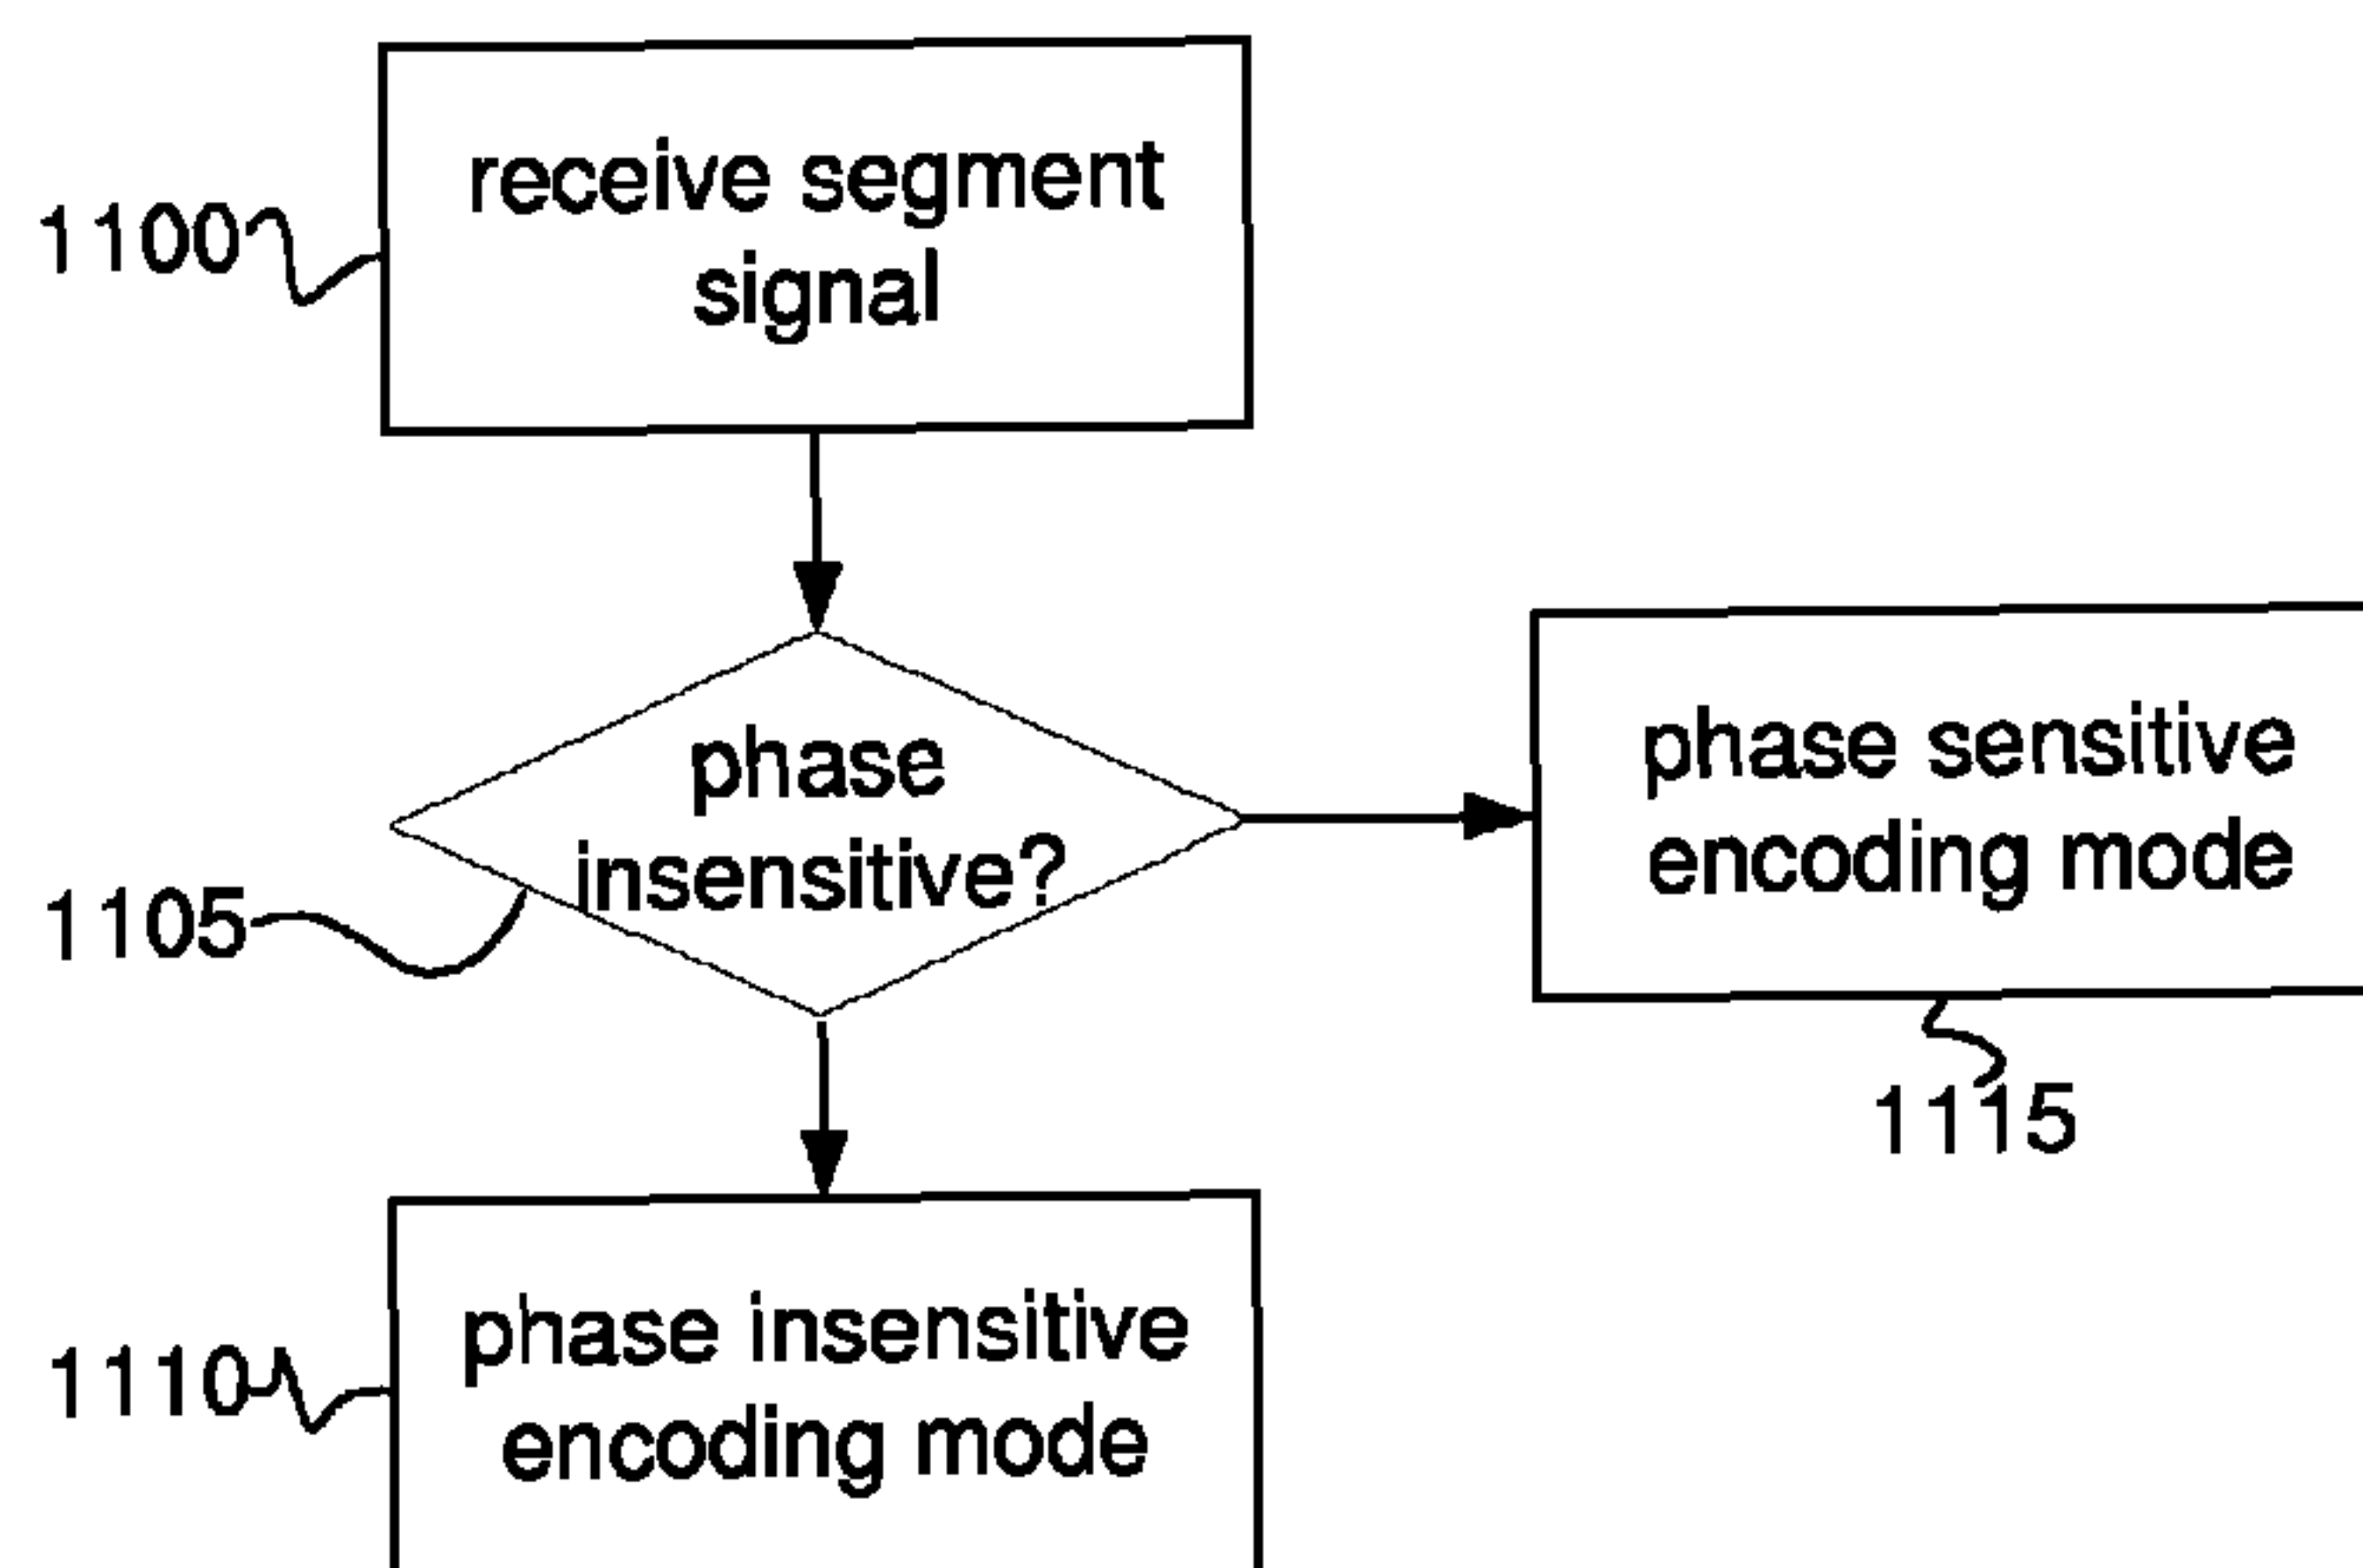 receive segment
signal
1100
phase
insensitive?
1105
phase sensitive
encoding mode
1115
phase insensitive
encoding mode
1110